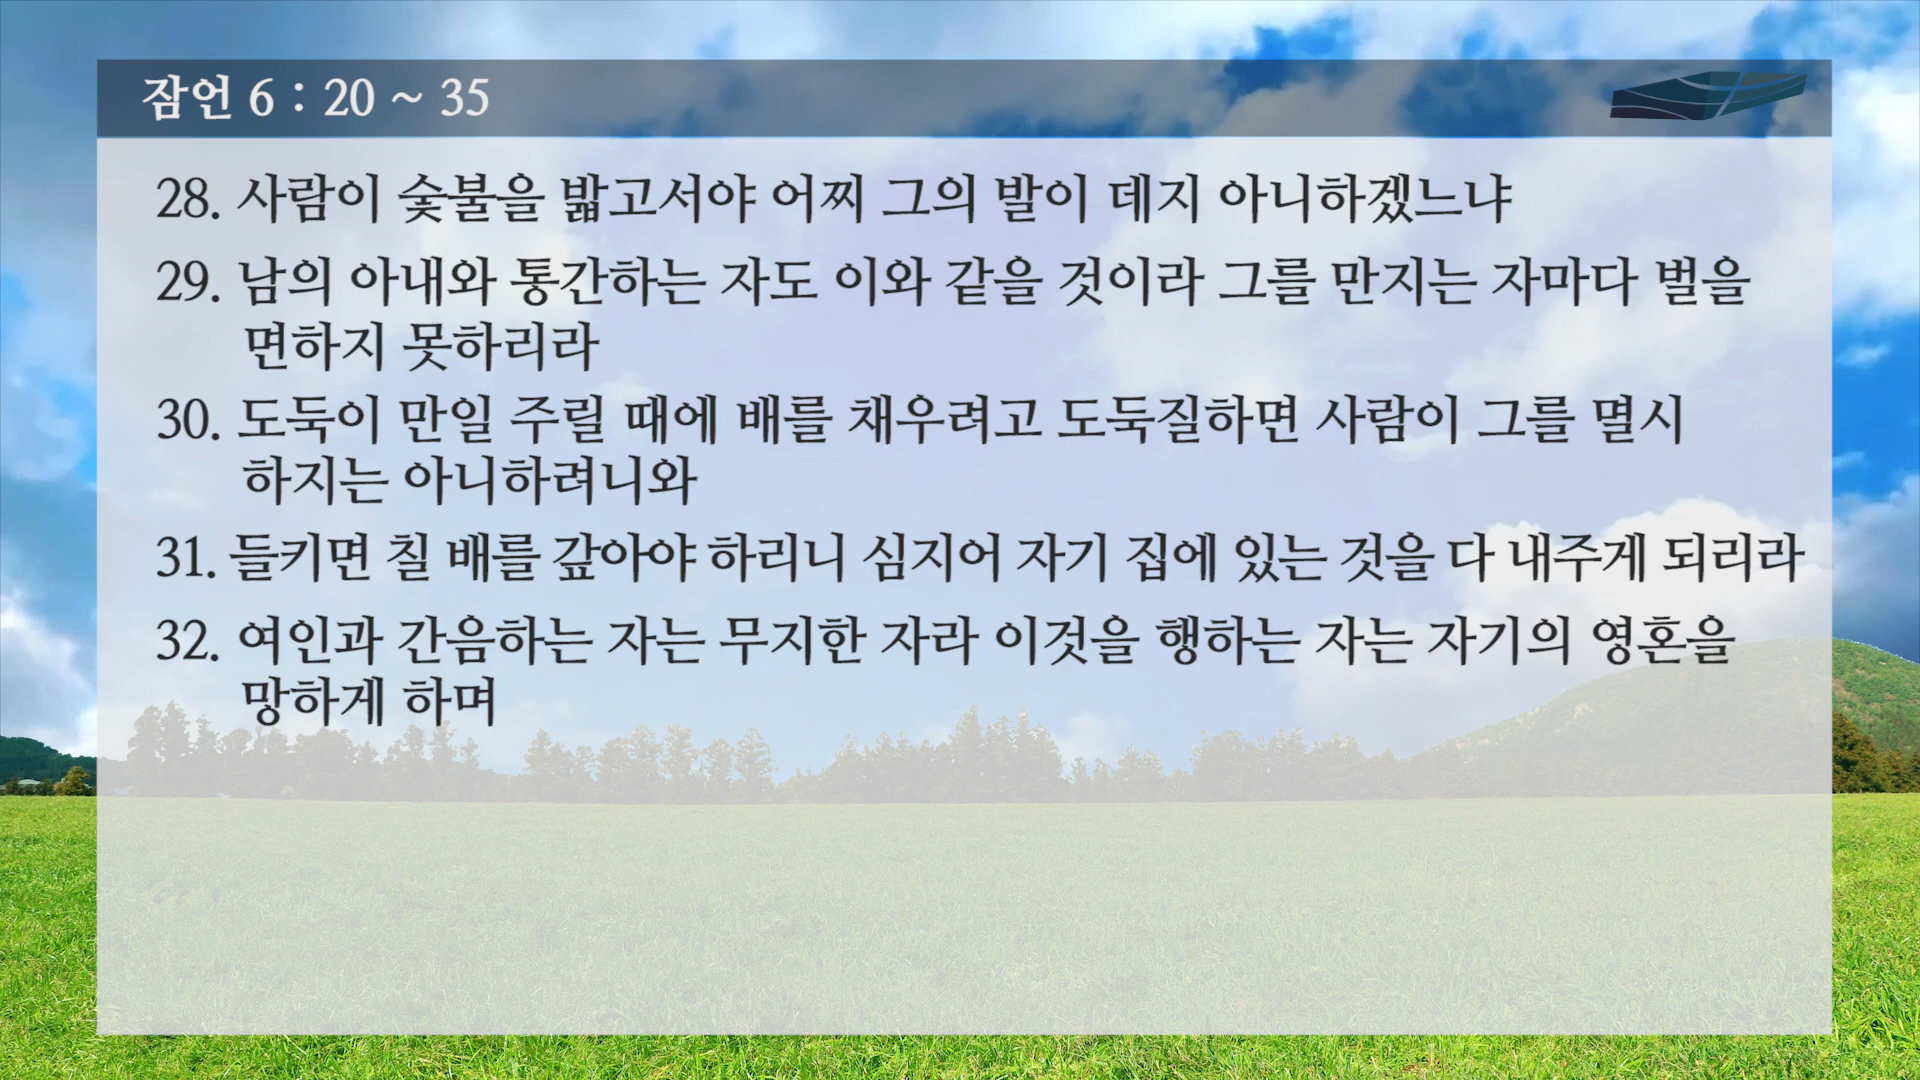 잠언 6 : 20 ~ 35
28. 사람이 숯불을 밟고서야 어찌 그의 발이 데지 아니하겠느냐
29. 남의 아내와 통간하는 자도 이와 같을 것이라 그를 만지는 자마다 벌을
면하지 못하리라
30. 도둑이 만일 주릴 때에 배를 채우려고 도둑질하면 사람이 그를 멸시
하지는 아니하려니와
31. 들키면 칠 배를 갚아야 하리니 심지어 자기 집에 있는 것을 다 내주게 되리라
32. 여인과 간음하는 자는 무지한 자라 이것을 행하는 자는 자기의 영혼을
망하게 하며